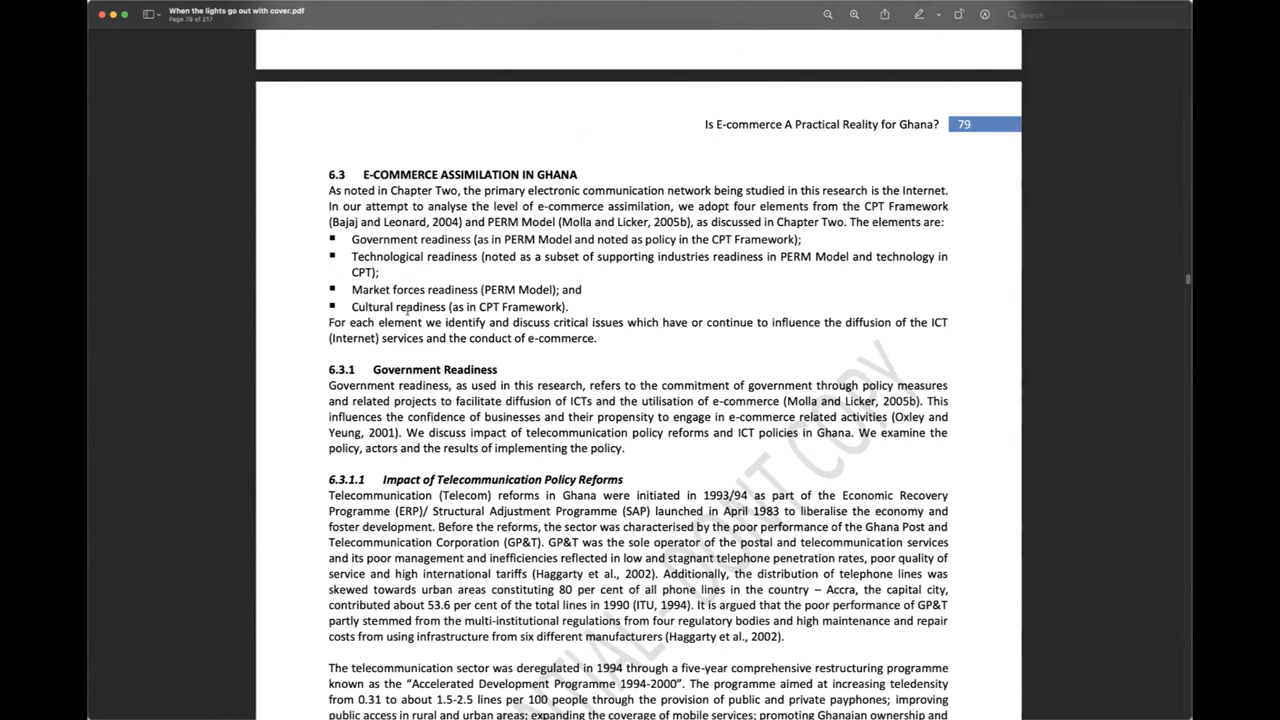 When the lights go out with cover.pdf
Page 79 of 217
Search
Is E-commerce A Practical Reality for Ghana? 79
6.3 E-COMMERCE ASSIMILATION IN GHANA
As noted in Chapter Two, the primary electronic communication network being studied in this research is the Internet.
In our attempt to analyse the level of e-commerce assimilation, we adopt four elements from the CPT Framework
(Bajaj and Leonard, 2004) and PERM Model (Molla and Licker, 2005b), as discussed in Chapter Two. The elements are:
▪ Government readiness (as in PERM Model and noted as policy in the CPT Framework);
▪ Technological readiness (noted as a subset of supporting industries readiness in PERM Model and technology in
CPT);
▪ Market forces readiness (PERM Model); and
▪ Cultural readiness (as in CPT Framework).
For each element we identify and discuss critical issues which have or continue to influence the diffusion of the ICT
(Internet) services and the conduct of e-commerce.
6.3.1 Government Readiness
Government readiness, as used in this research, refers to the commitment of government through policy measures
and related projects to facilitate diffusion of ICTs and the utilisation of e-commerce (Molla and Licker, 2005b). This
influences the confidence of businesses and their propensity to engage in e-commerce related activities (Oxley and
Yeung, 2001). We discuss impact of telecommunication policy reforms and ICT policies in Ghana. We examine the
policy, actors and the results of implementing the policy.
6.3.1.1 Impact of Telecommunication Policy Reforms
Telecommunication (Telecom) reforms in Ghana were initiated in 1993/94 as part of the Economic Recovery
Programme (ERP)/ Structural Adjustment Programme (SAP) launched in April 1983 to liberalise the economy and
foster development. Before the reforms, the sector was characterised by the poor performance of the Ghana Post and
Telecommunication Corporation (GP&T). GP&T was the sole operator of the postal and telecommunication services
and its poor management and inefficiencies reflected in low and stagnant telephone penetration rates, poor quality of
service and high international tariffs (Haggarty et al., 2002). Additionally, the distribution of telephone lines was
skewed towards urban areas constituting 80 per cent of all phone lines in the country – Accra, the capital city,
contributed about 53.6 per cent of the total lines in 1990 (ITU, 1994). It is argued that the poor performance of GP&T
partly stemmed from the multi-institutional regulations from four regulatory bodies and high maintenance and repair
costs from using infrastructure from six different manufacturers (Haggarty et al., 2002).
The telecommunication sector was deregulated in 1994 through a five-year comprehensive restructuring programme
known as the “Accelerated Development Programme 1994-2000”. The programme aimed at increasing teledensity
from 0.31 to about 1.5-2.5 lines per 100 people through the provision of public and private payphones; improving
public access in rural and urban areas; expanding the coverage of mobile services; promoting Ghanaian ownership and
NTIAL – DONT COPY